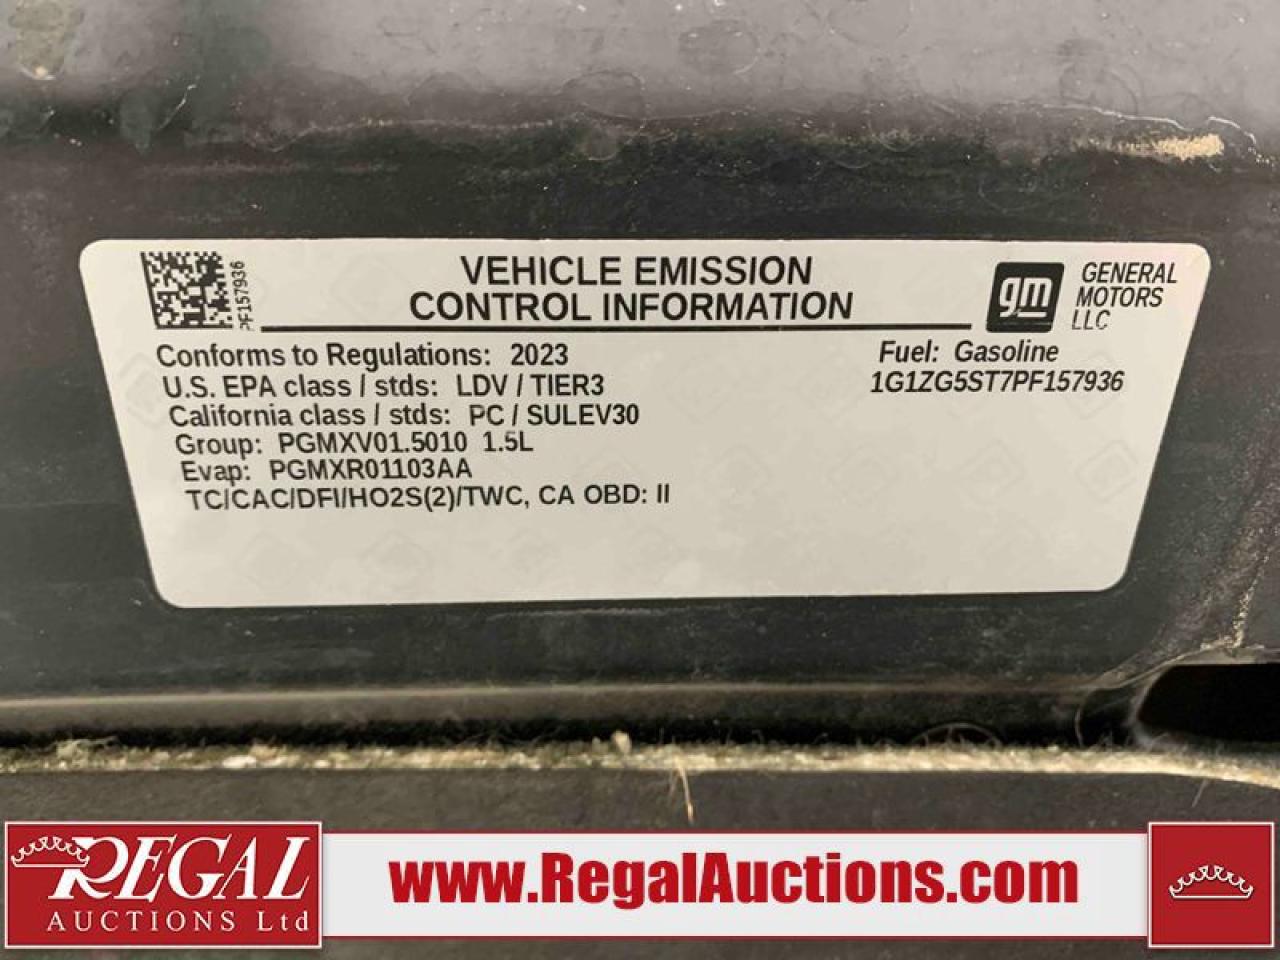 PF157936
VEHICLE EMISSION
CONTROL INFORMATION
gm
GENERAL
MOTORS
LLC
Conforms to Regulations: 2023
U.S. EPA class / stds: LDV / TIER3
California class / stds: PC / SULEV30
Group: PGMXV01.5010 1.5L
Evap: PGMXR01103AA
TC/CAC/DFI/HO2S(2)/TWC, CA OBD: II
Fuel: Gasoline
1G1ZG5ST7PF157936
REGAL
AUCTIONS Ltd
www.RegalAuctions.com